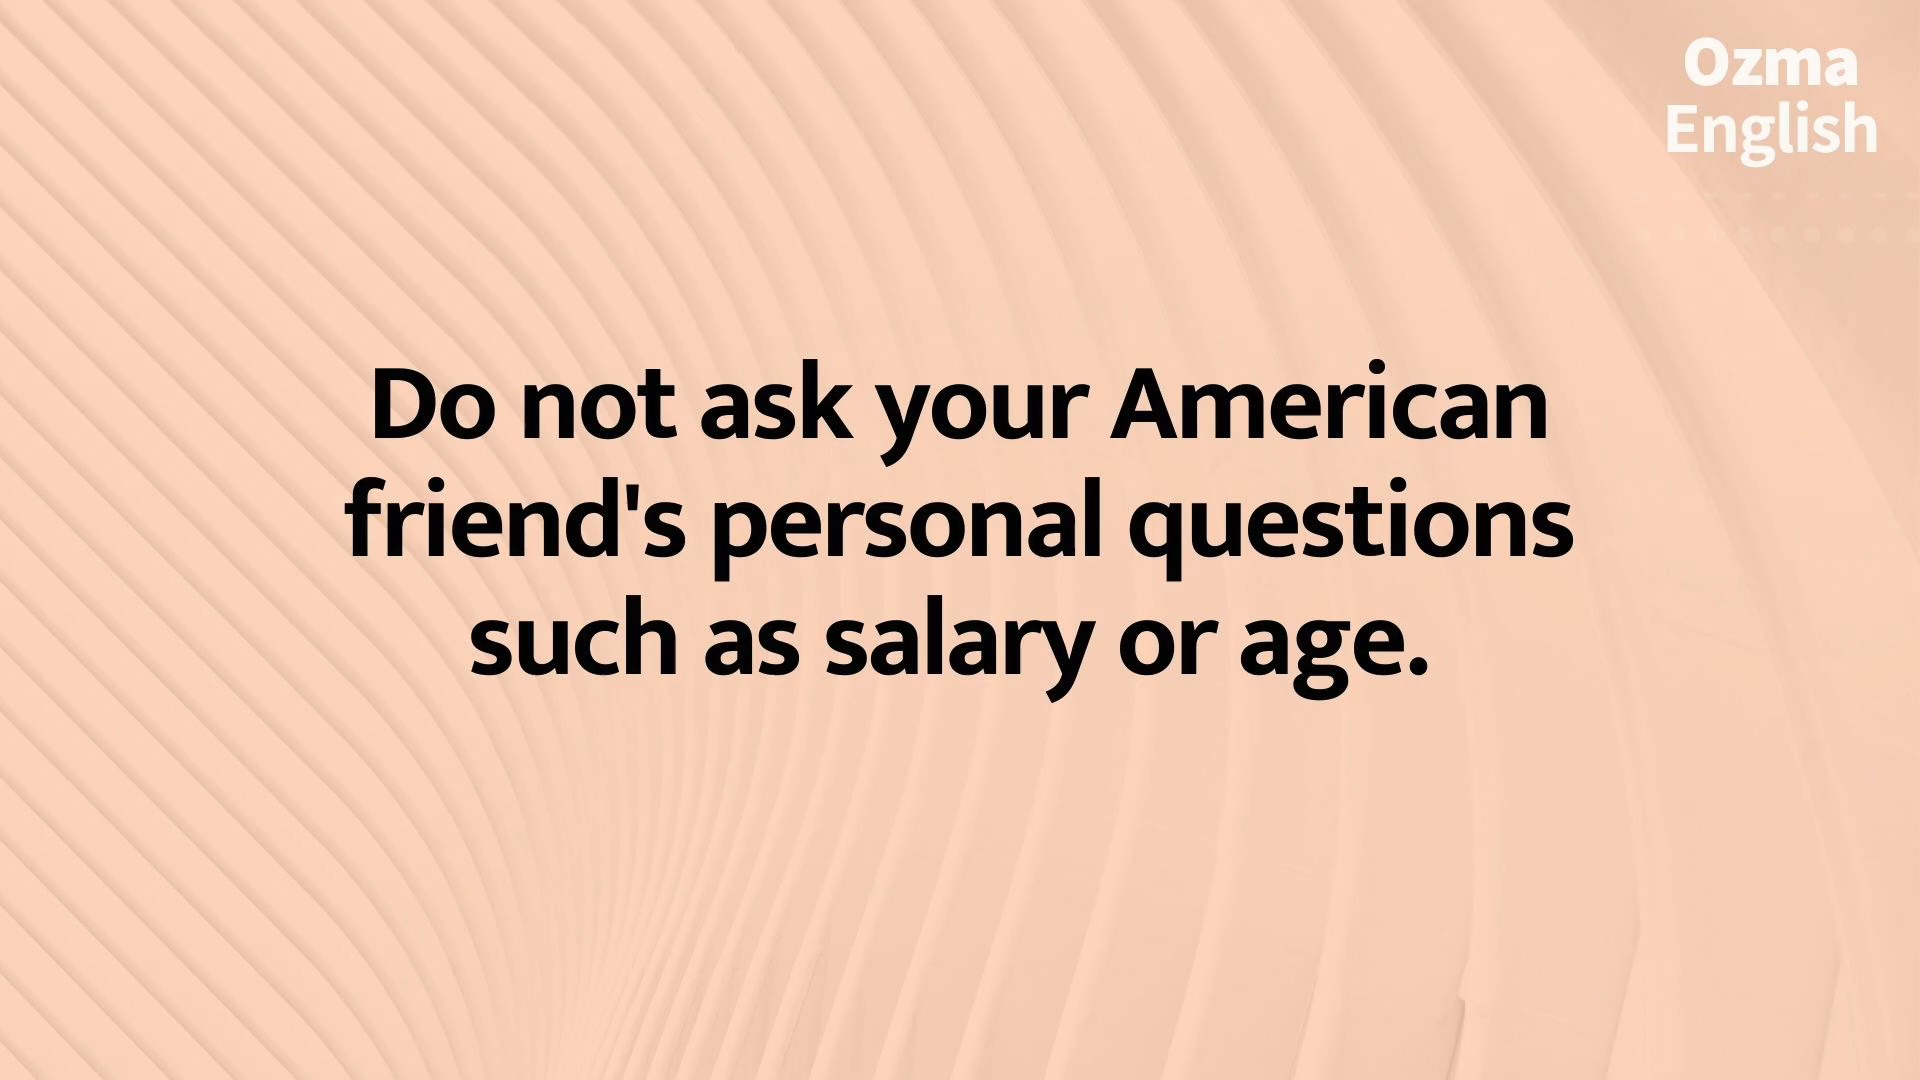 Ozma
English
Do not ask your American
friend's personal questions
such as salary or age.